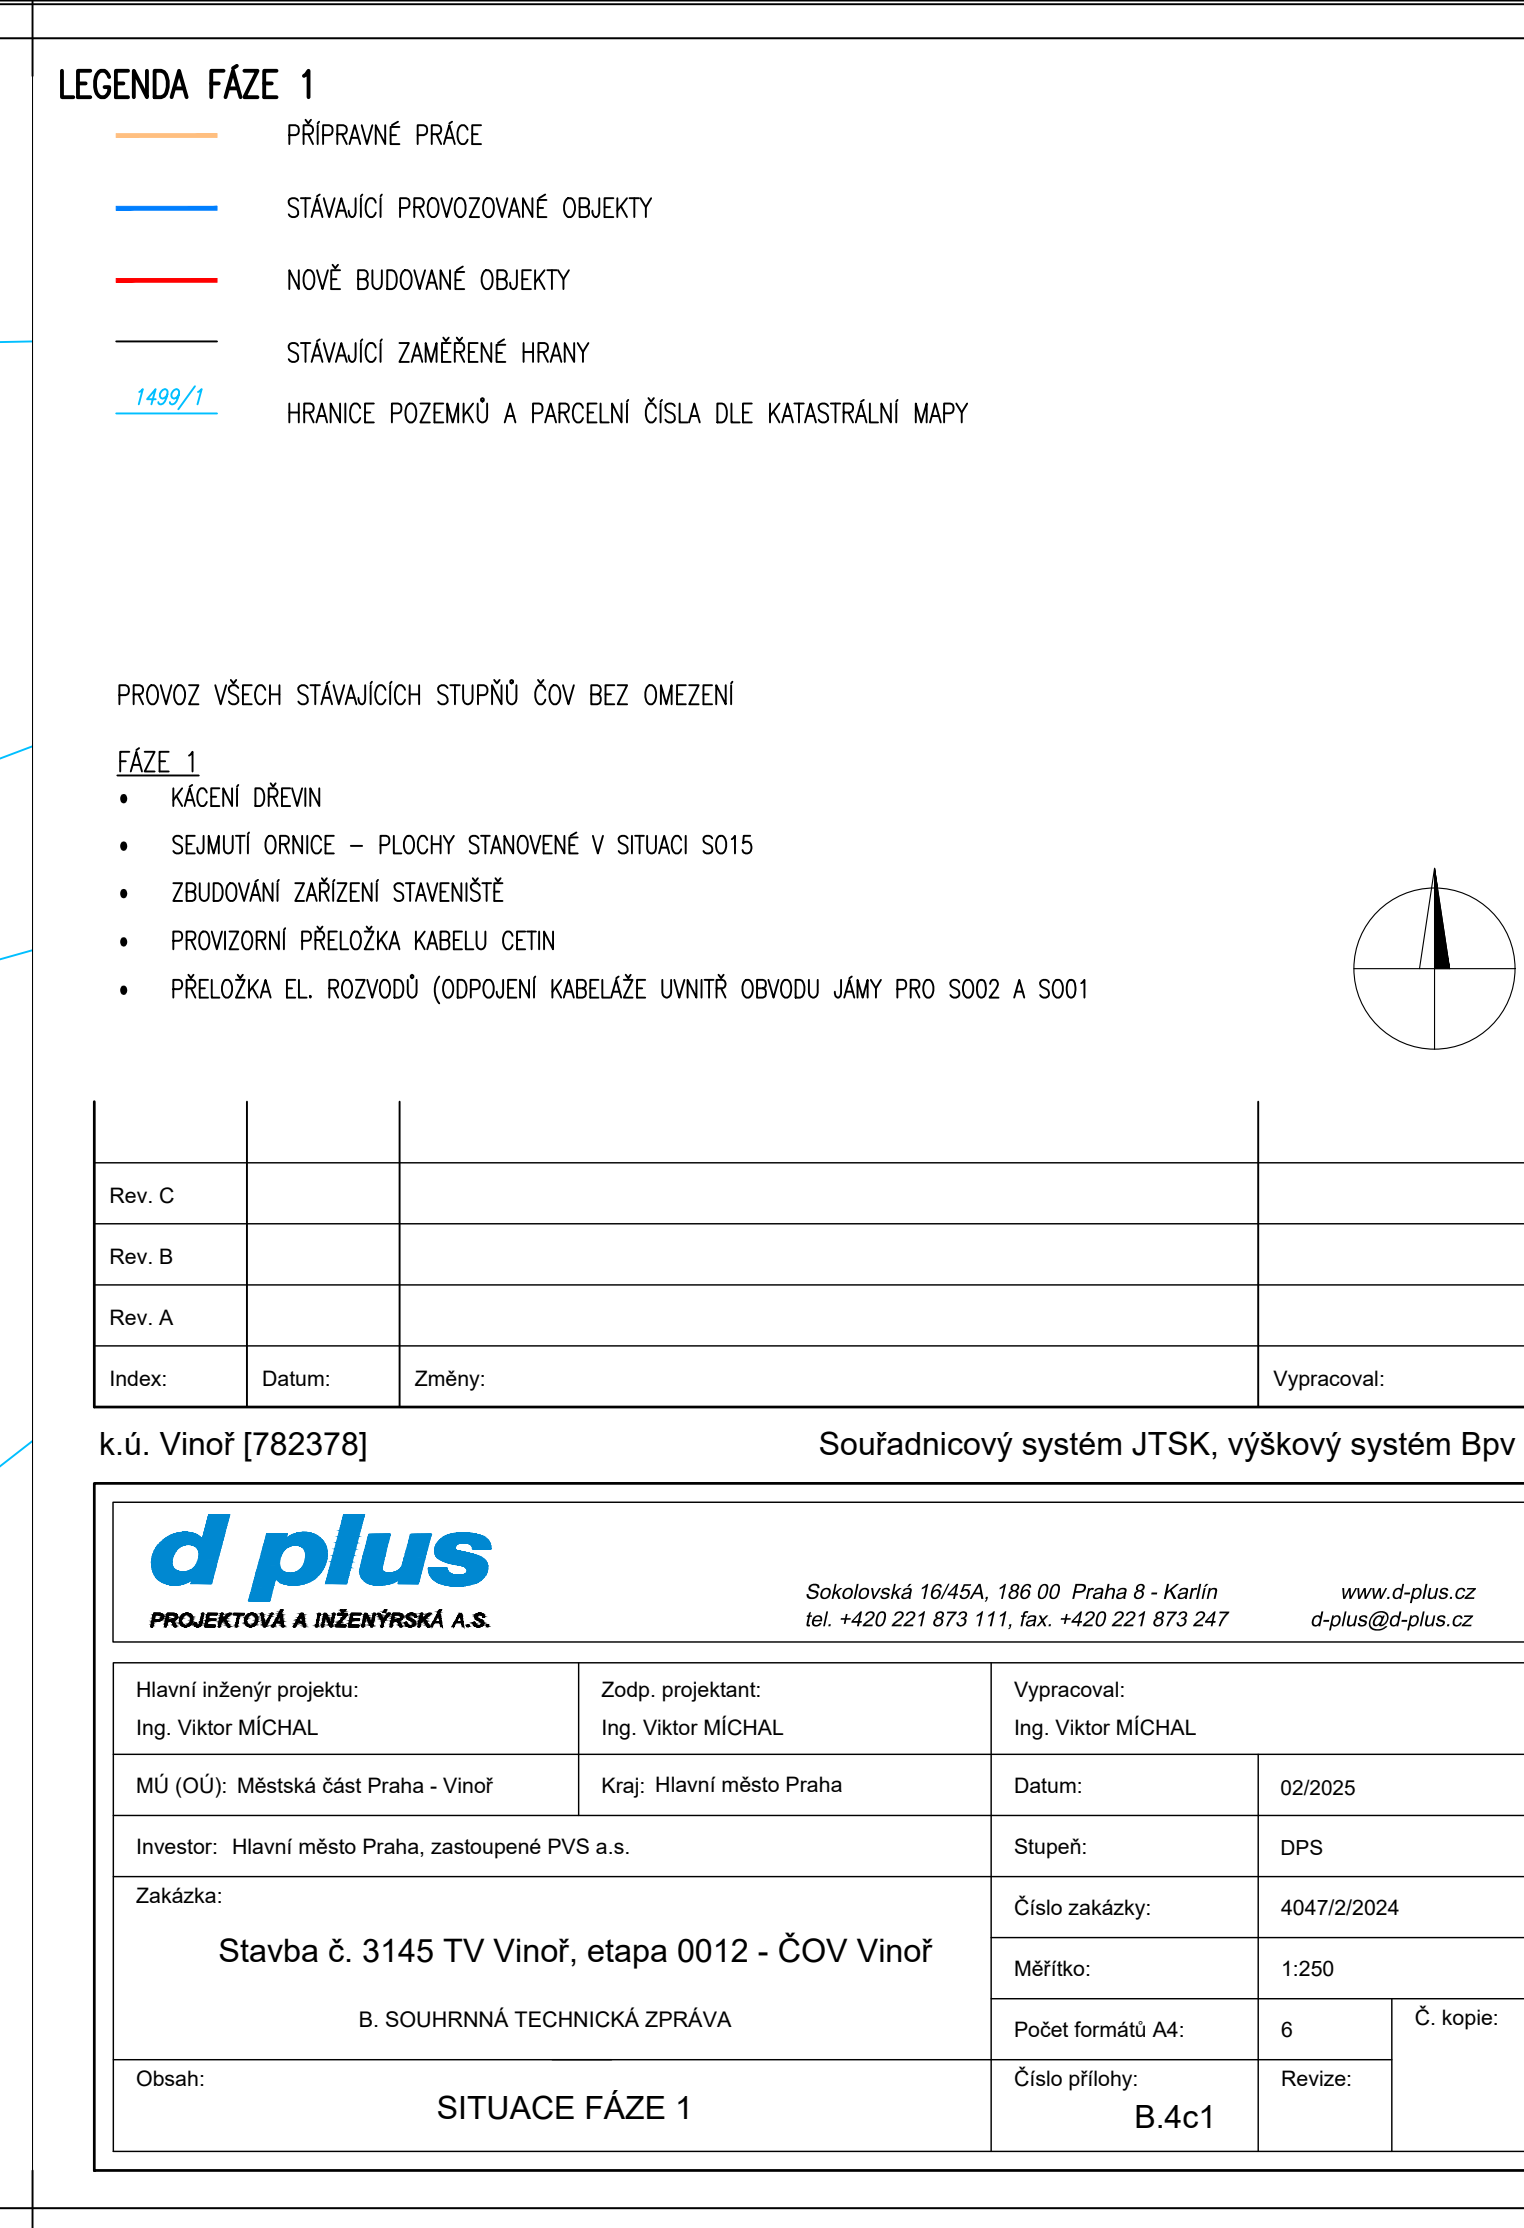 LEGENDA FÁZE 1
PŘÍPRAVNÉ PRÁCE
STÁVAJÍCÍ PROVOZOVANÉ OBJEKTY
NOVĚ BUDOVANÉ OBJEKTY
STÁVAJÍCÍ ZAMĚŘENÉ HRANY
1499/1
HRANICE POZEMKŮ A PARCELNÍ ČÍSLA DLE KATASTRÁLNÍ MAPY
PROVOZ VŠECH STÁVAJÍCÍCH STUPŇŮ ČOV BEZ OMEZENÍ
FÁZE 1
• KÁCENÍ DŘEVIN
• SEJMUTÍ ORNICE – PLOCHY STANOVENÉ V SITUACI SO15
• ZBUDOVÁNÍ ZAŘÍZENÍ STAVENIŠTĚ
• PROVIZORNÍ PŘELOŽKA KABELU CETIN
• PŘELOŽKA EL. ROZVODŮ (ODPOJENÍ KABELÁŽE UVNITŘ OBVODU JÁMY PRO SO02 A SO01
Rev. C
Rev. B
Rev. A
Index: Datum: Změny: Vypracoval:
k.ú. Vinoř [782378] Souřadnicový systém JTSK, výškový systém Bpv
d plus
PROJEKTOVÁ A INŽENÝRSKÁ A.S.
Sokolovská 16/45A, 186 00 Praha 8 - Karlín www.d-plus.cz
tel. +420 221 873 111, fax. +420 221 873 247 d-plus@d-plus.cz
Hlavní inženýr projektu: Zodp. projektant: Vypracoval:
Ing. Viktor MÍCHAL Ing. Viktor MÍCHAL Ing. Viktor MÍCHAL
MÚ (OÚ): Městská část Praha - Vinoř Kraj: Hlavní město Praha Datum: 02/2025
Investor: Hlavní město Praha, zastoupené PVS a.s. Stupeň: DPS
Zakázka:
Číslo zakázky: 4047/2/2024
Stavba č. 3145 TV Vinoř, etapa 0012 - ČOV Vinoř
Měřítko: 1:250
B. SOUHRNNÁ TECHNICKÁ ZPRÁVA
Počet formátů A4: 6 Č. kopie:
Obsah: Číslo přílohy: Revize:
SITUACE FÁZE 1 B.4c1